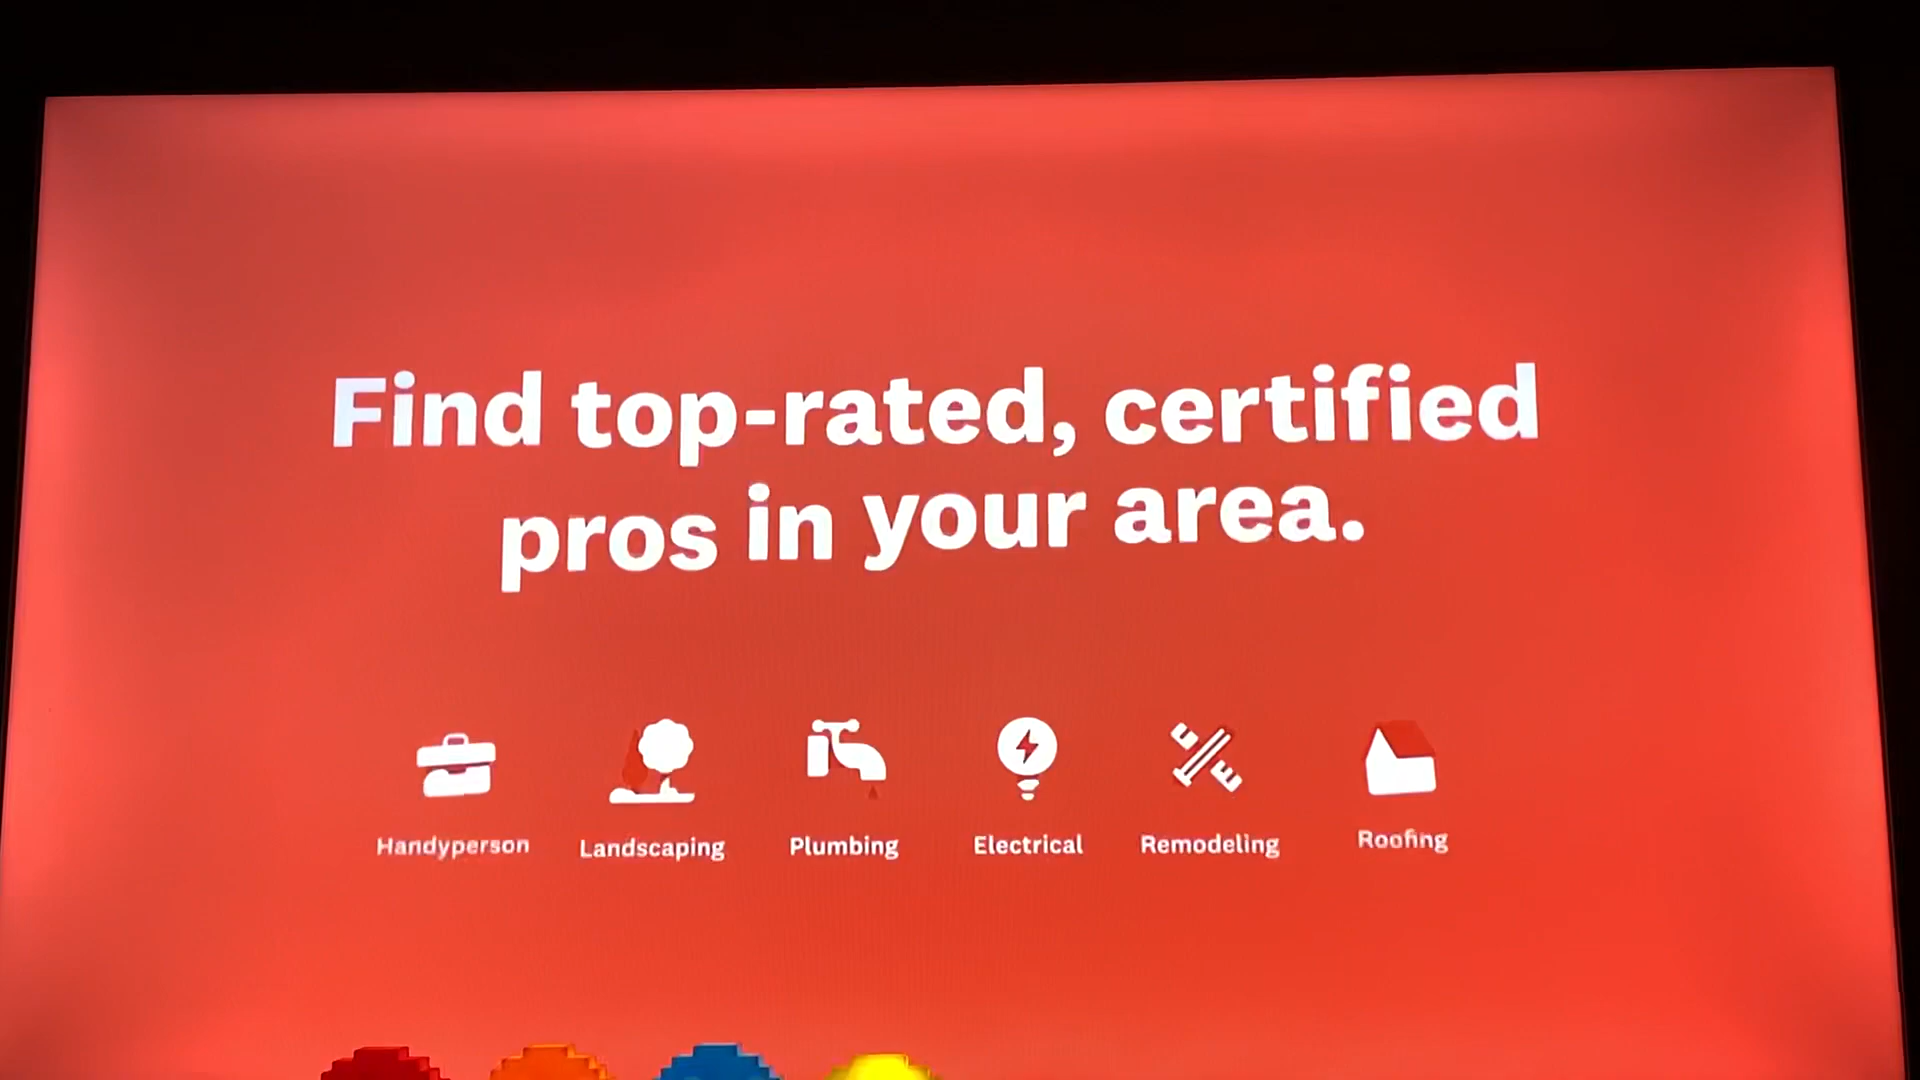 Find top-rated, certified
pros in your area.
Handyperson Landscaping Plumbing Electrical Remodeling Roofing